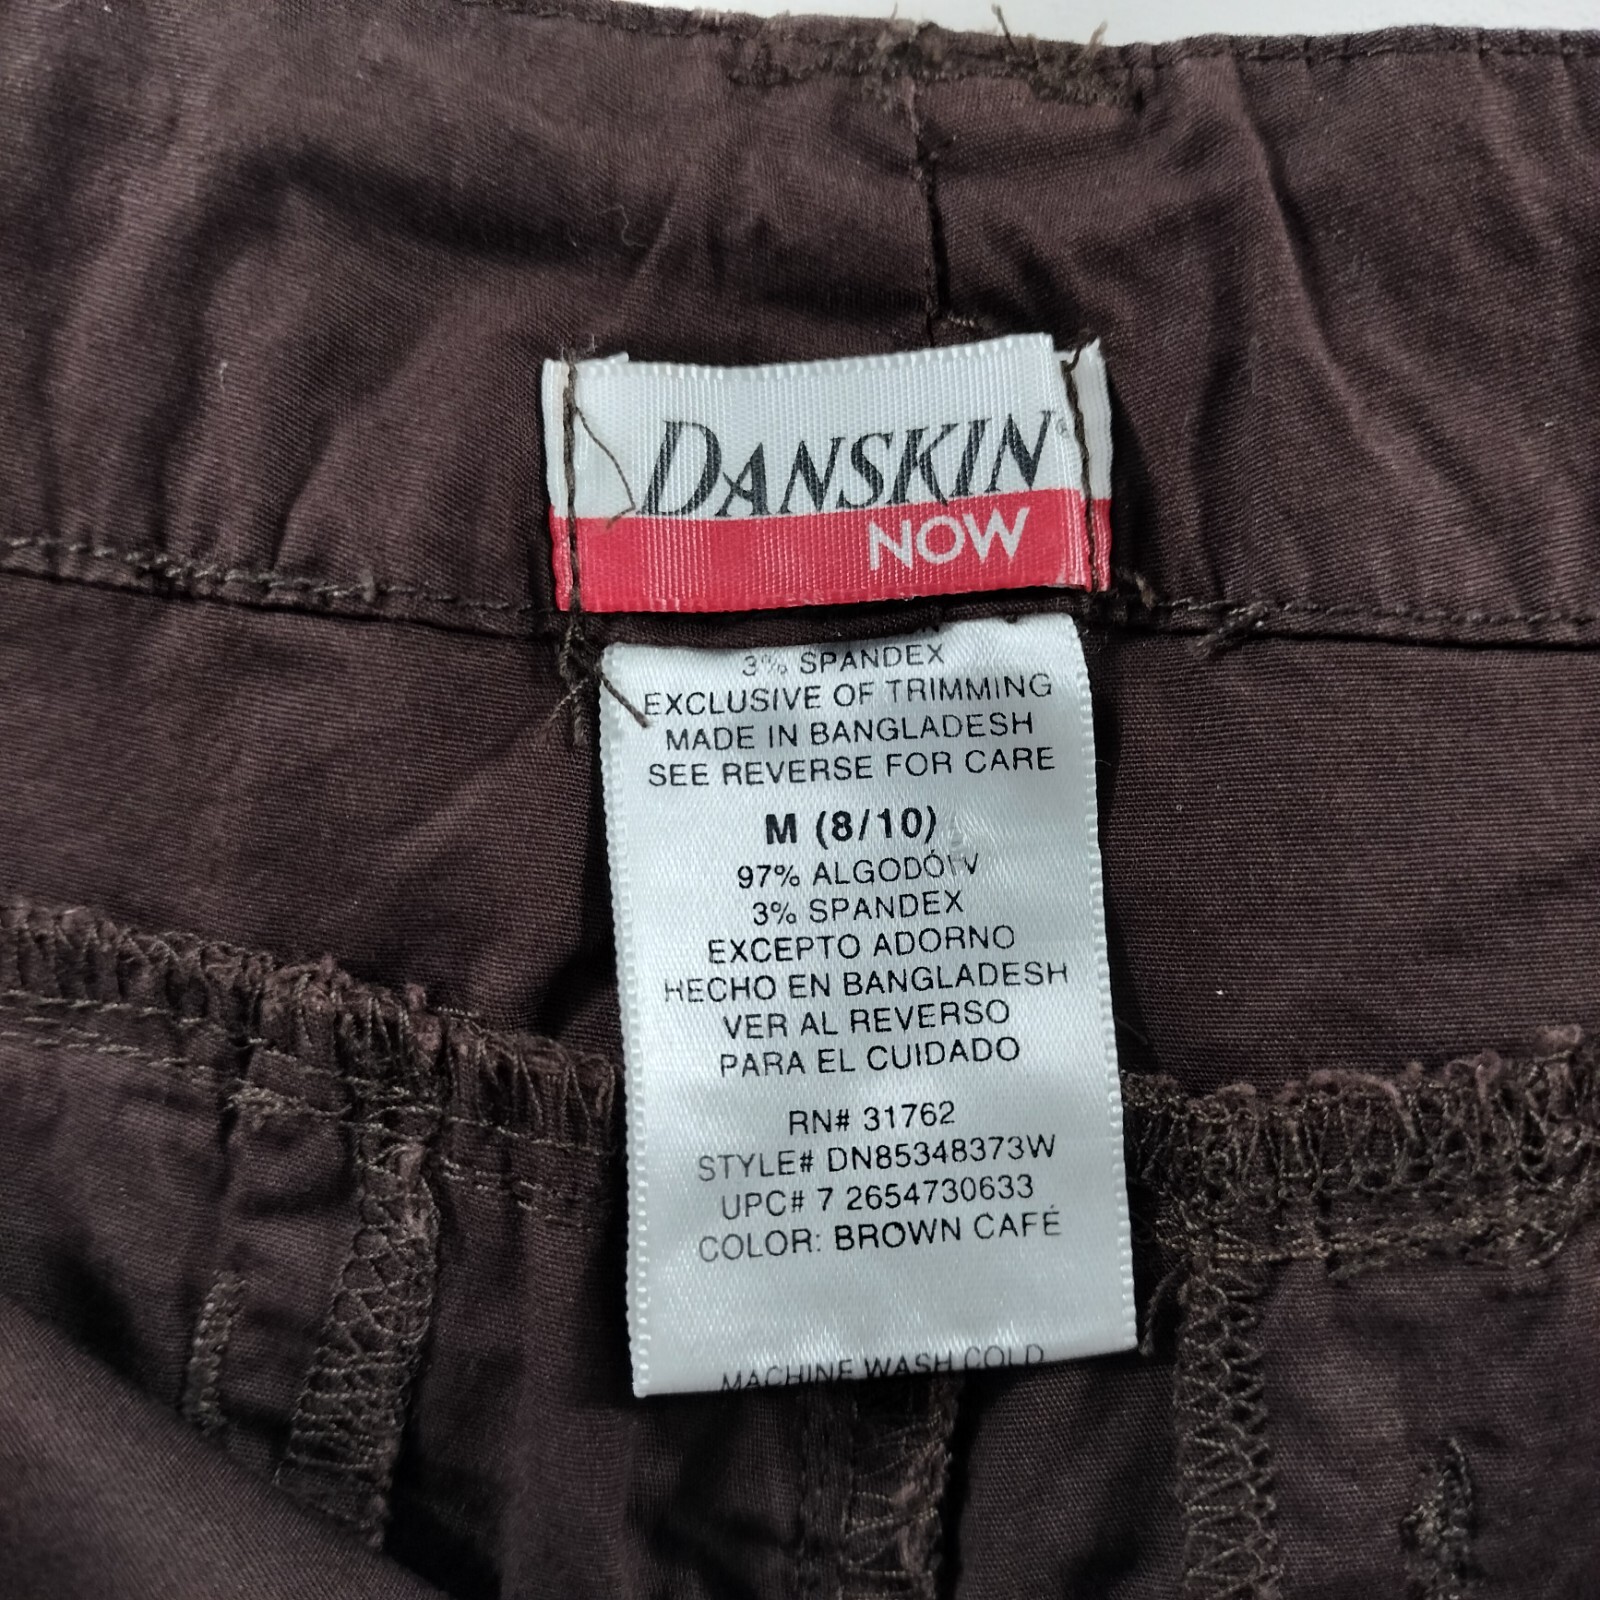 DANSKIN®
NOW
3% SPANDEX
EXCLUSIVE OF TRIMMING
MADE IN BANGLADESH
SEE REVERSE FOR CARE
M (8/10)
97% ALGODÓN
3% SPANDEX
EXCEPTO ADORNO
HECHO EN BANGLADESH
VER AL REVERSO
PARA EL CUIDADO
RN# 31762
STYLE# DN85348373W
UPC# 7 2654730633
COLOR: BROWN CAFÉ
MACHINE WASH COLD